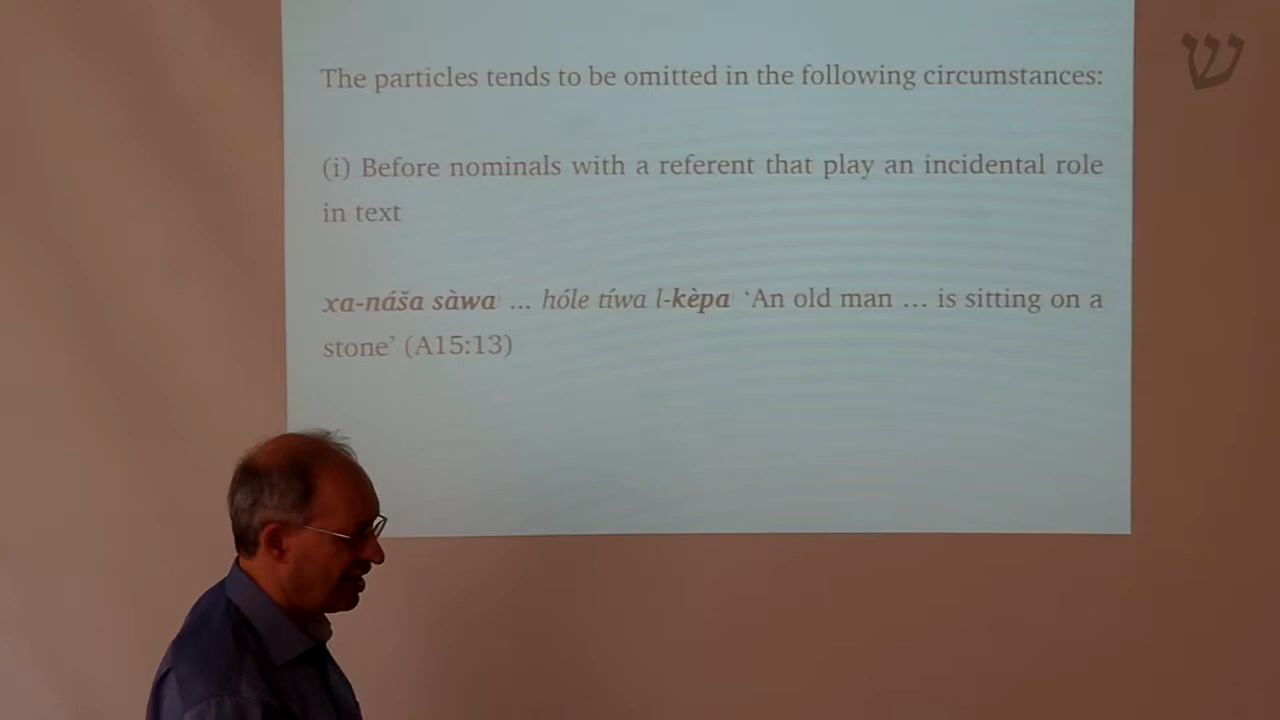 ש
The particles tends to be omitted in the following circumstances:
(i) Before nominals with a referent that play an incidental role
in text
xa-náša sàwa ... hóle tíwa l-kèpa ‘An old man … is sitting on a
stone’ (A15:13)